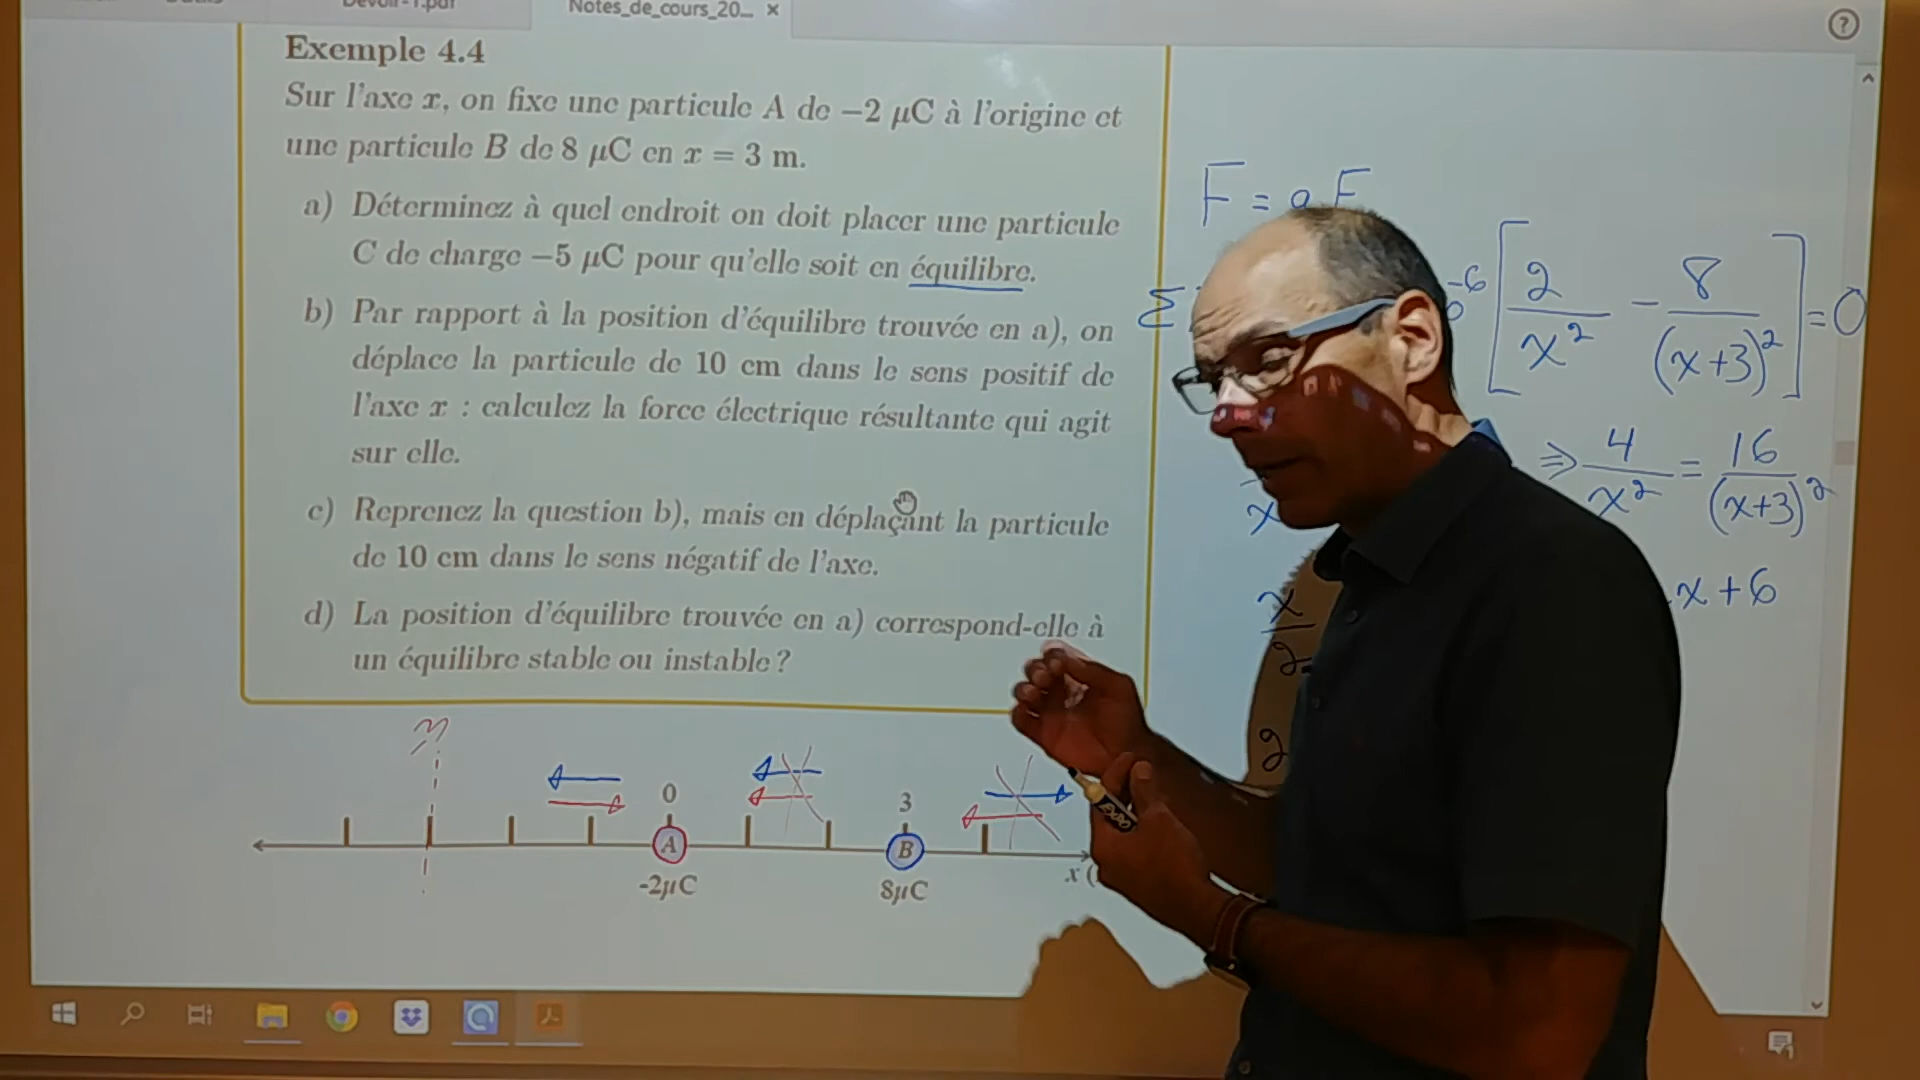 Notes_de_cours_20... ×
Exemple 4.4
Sur l'axe x, on fixe une particule A de −2 μC à l'origine et
une particule B de 8 μC en x = 3 m.
a) Déterminez à quel endroit on doit placer une particule
C de charge −5 μC pour qu'elle soit en équilibre.
b) Par rapport à la position d'équilibre trouvée en a), on
déplace la particule de 10 cm dans le sens positif de
l'axe x : calculez la force électrique résultante qui agit
sur elle.
c) Reprenez la question b), mais en déplaçant la particule
de 10 cm dans le sens négatif de l'axe.
d) La position d'équilibre trouvée en a) correspond-elle à
un équilibre stable ou instable ?
0
3
A
B
-2μC
8μC
x (
F = q E
Σ
-6 [ 2/x² − 8/(x+3)² ] = 0
⇒ 4/x² = 16/(x+3)²
x + 6
x
x/2
2
EXPO